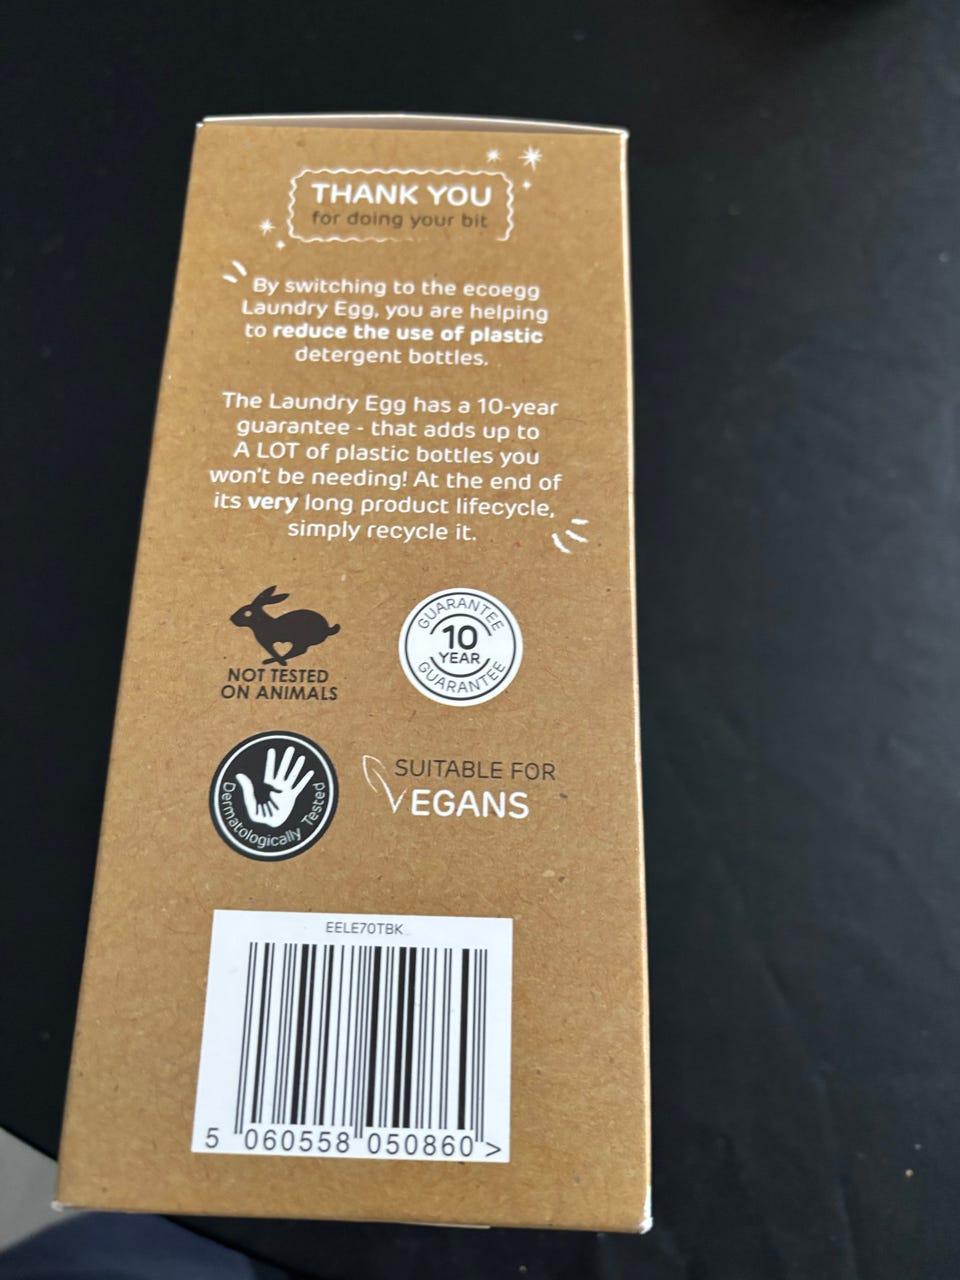 THANK YOU
for doing your bit
By switching to the ecoegg
Laundry Egg, you are helping
to reduce the use of plastic
detergent bottles.
The Laundry Egg has a 10-year
guarantee - that adds up to
A LOT of plastic bottles you
won't be needing! At the end of
its very long product lifecycle,
simply recycle it.
NOT TESTED
ON ANIMALS
GUARANTEE
10
YEAR
GUARANTEE
Dermatologically Tested
SUITABLE FOR
VEGANS
EELE70TBK
5 060558 050860 >